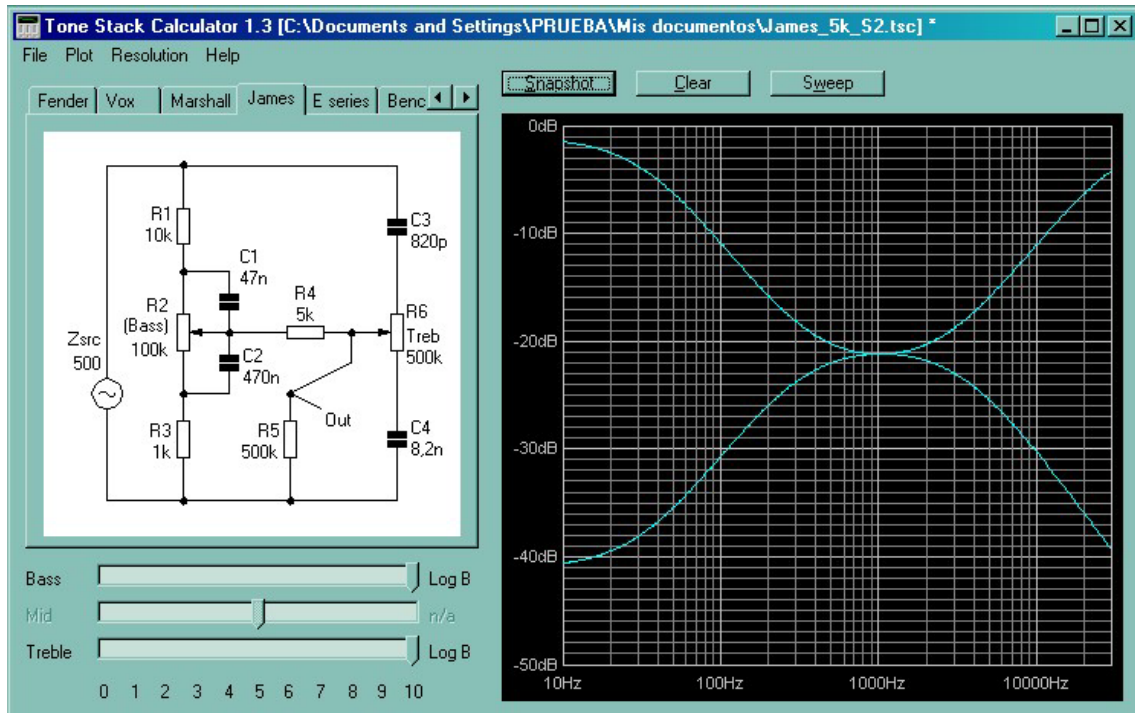 Tone Stack Calculator 1.3 [C:\Documents and Settings\PRUEBA\Mis documentos\James_5k_S2.tsc] *
File Plot Resolution Help
Snapshot Clear Sweep
Fender Vox Marshall James E series Benc
R1
10k
C1
47n
R2
(Bass)
100k
R4
5k
C3
820p
R6
Treb
500k
Zsrc
500
C2
470n
Out
R3
1k
R5
500k
C4
8,2n
0dB
-10dB
-20dB
-30dB
-40dB
-50dB
10Hz 100Hz 1000Hz 10000Hz
Bass Log B
Mid n/a
Treble Log B
0 1 2 3 4 5 6 7 8 9 10